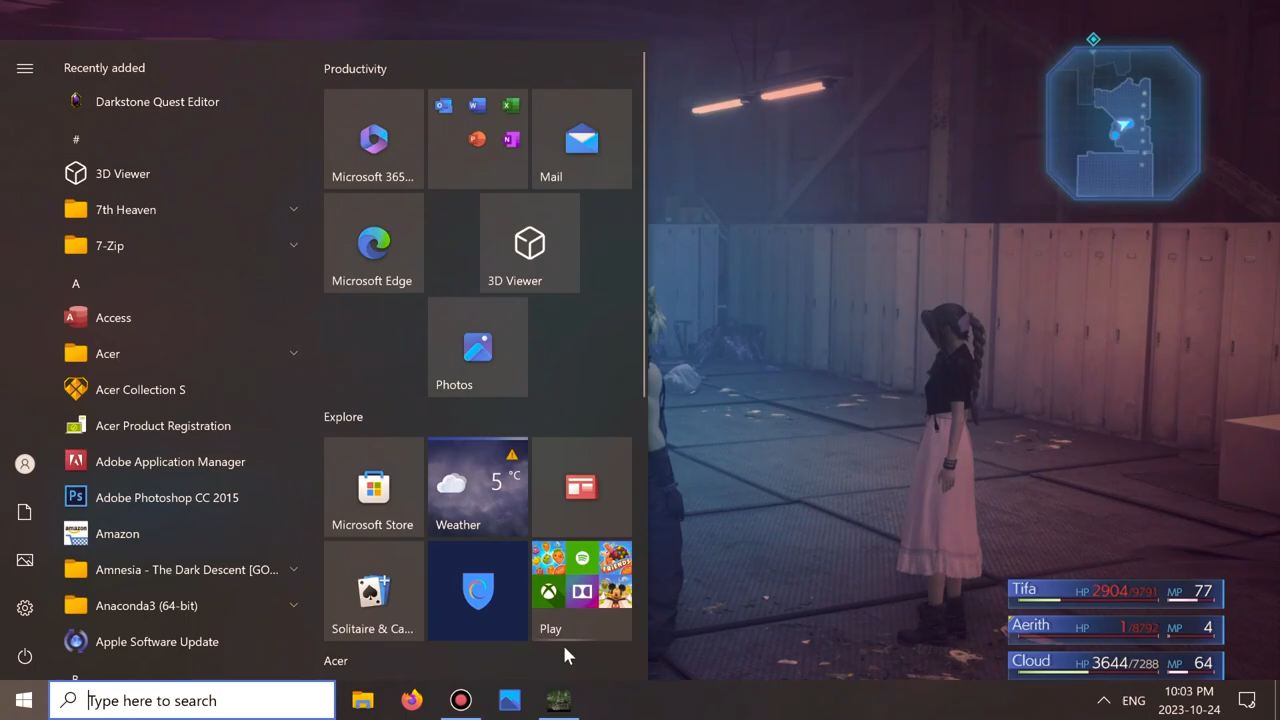 Recently added
Darkstone Quest Editor
#
3D Viewer
7th Heaven
7-Zip
A
Access
Acer
Acer Collection S
Acer Product Registration
Adobe Application Manager
Adobe Photoshop CC 2015
Amazon
Amnesia - The Dark Descent [GO...
Anaconda3 (64-bit)
Apple Software Update
Productivity
Microsoft 365...
Mail
Microsoft Edge
3D Viewer
Photos
Explore
Microsoft Store
5 °C
Weather
Solitaire & Ca...
FRIENDS
Play
Acer
Tifa HP 2904/9791 MP 77
Aerith HP 1/8792 MP 4
Cloud HP 3644/7288 MP 64
Type here to search
ENG
10:03 PM
2023-10-24